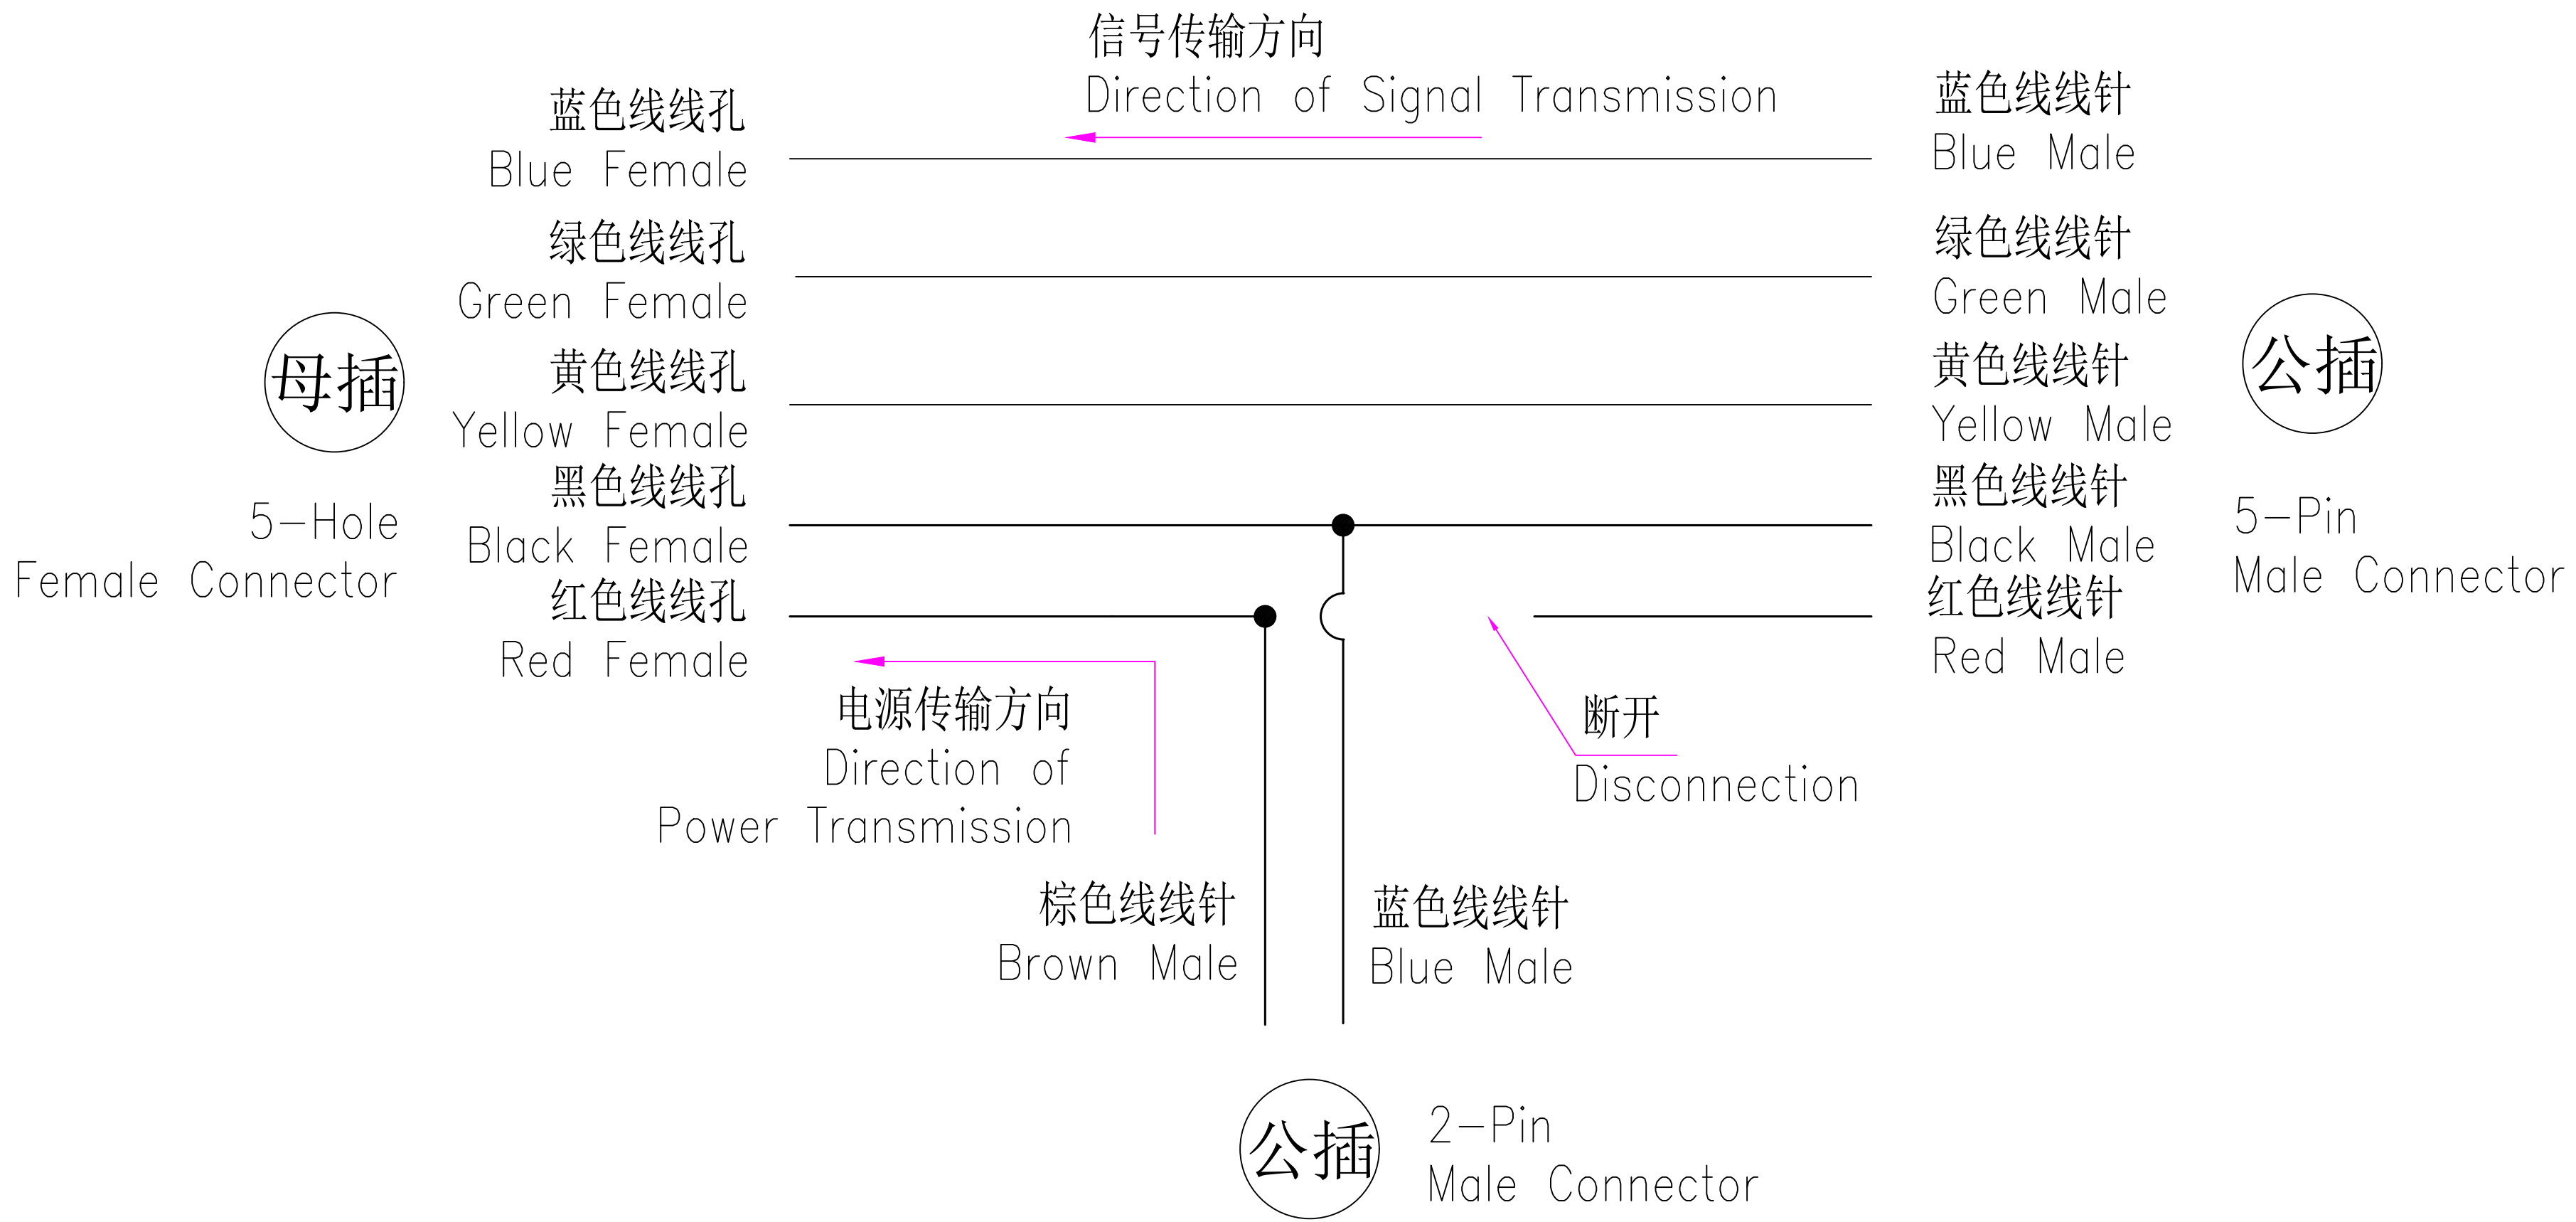 信号传输方向
Direction of Signal Transmission
蓝色线线孔
Blue Female
蓝色线线针
Blue Male
绿色线线孔
Green Female
绿色线线针
Green Male
母插
5-Hole
Female Connector
公插
5-Pin
Male Connector
黄色线线孔
Yellow Female
黄色线线针
Yellow Male
黑色线线孔
Black Female
黑色线线针
Black Male
红色线线孔
Red Female
红色线线针
Red Male
电源传输方向
Direction of
Power Transmission
断开
Disconnection
棕色线线针
Brown Male
蓝色线线针
Blue Male
公插
2-Pin
Male Connector